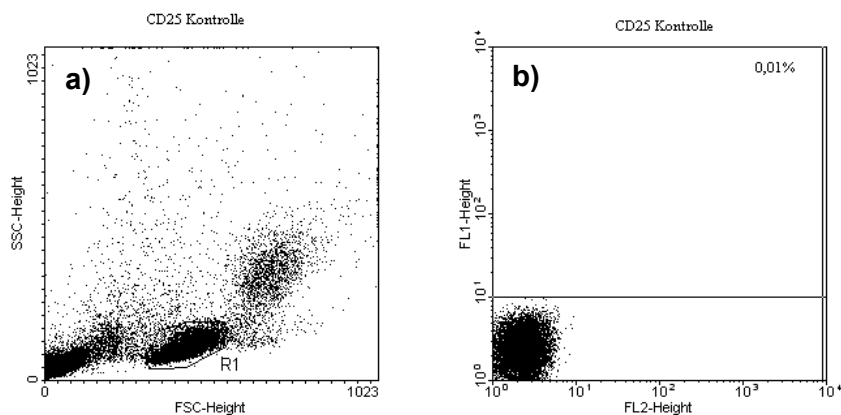 CD25 Kontrolle
a)
1023
SSC-Height
0
R1
0
1023
FSC-Height
CD25 Kontrolle
b)
0,01%
10⁴
10³
10²
10¹
10⁰
FL1-Height
10⁰
10¹
10²
10³
10⁴
FL2-Height